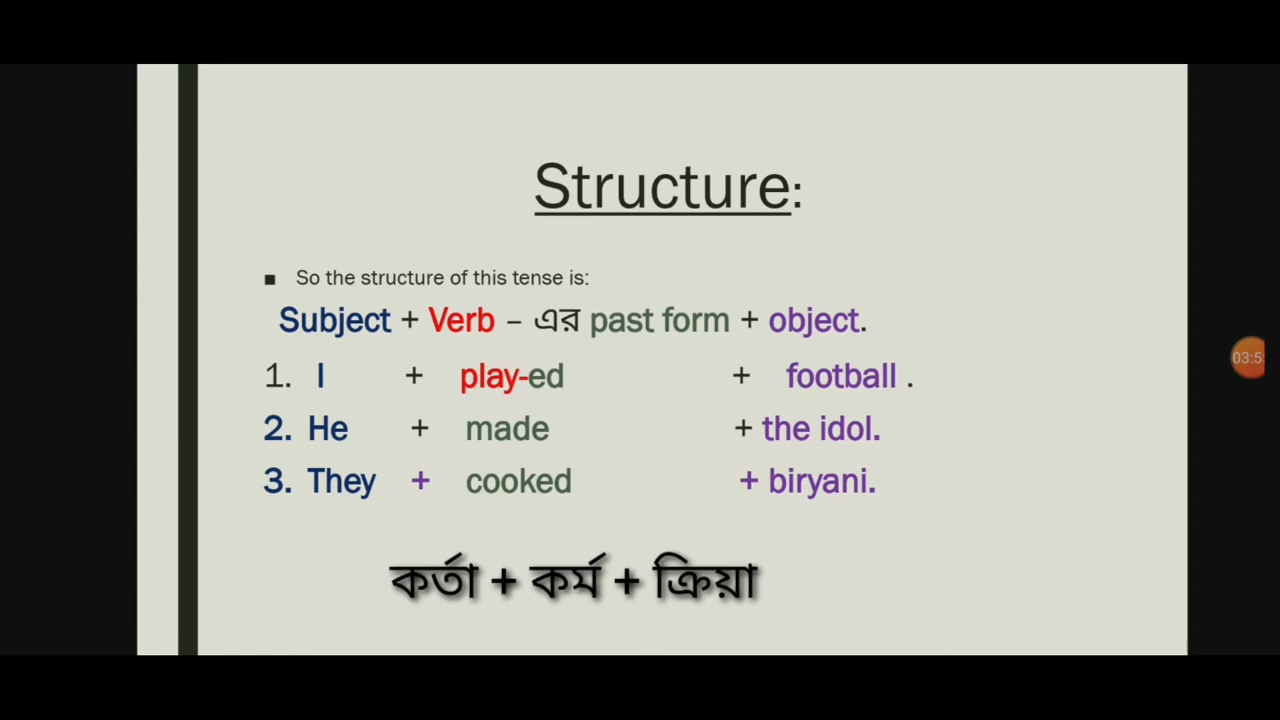 Structure:
■ So the structure of this tense is:
Subject + Verb – এর past form + object.
1. I + play-ed + football .
2. He + made + the idol.
3. They + cooked + biryani.
কর্তা + কর্ম + ক্রিয়া